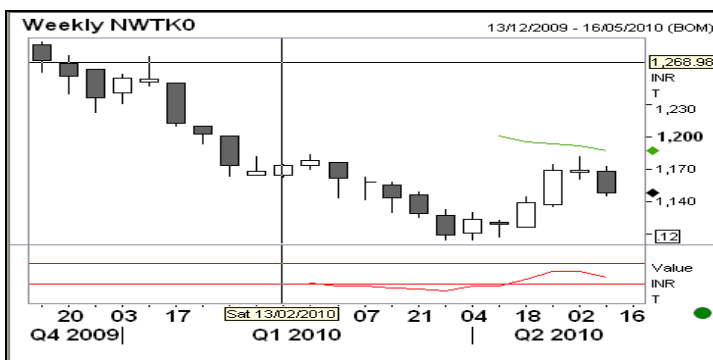 Weekly NWTK0 13/12/2009 - 16/05/2010 (BOM)
1,268.98
INR
T
1,230
1,200
1,170
1,140
.12
Value
INR
T
20 03 17 Sat 13/02/2010 07 21 04 18 02 16
Q4 2009 Q1 2010 Q2 2010